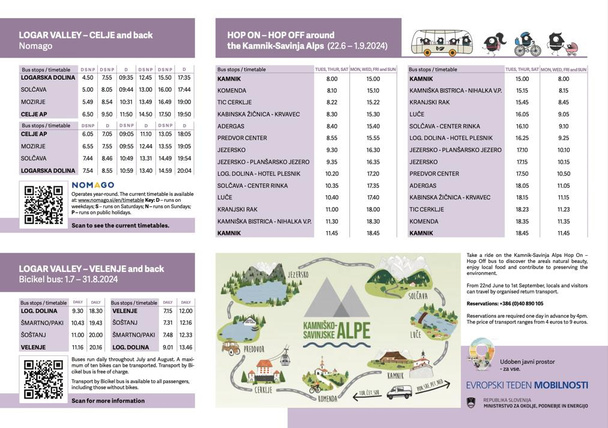 LOGAR VALLEY – CELJE and back
Nomago
Bus stops / timetable D S N P D S N P D D S N P D S N P D
LOGARSKA DOLINA 4.50 7.55 09:35 12.45 15.50 17:35
SOLČAVA 5.00 8.05 09:44 13.00 16.00 17:44
MOZIRJE 5.49 8.54 10:31 13.49 16.49 19:00
CELJE AP 6.50 9.50 11:50 14.50 17.50 19:50
Bus stops / timetable
CELJE AP 6.05 7.05 09:05 11.10 13.05 18:05
MOZIRJE 6.55 7.55 09:55 12.44 13.55 19:05
SOLČAVA 7.44 8.46 10:49 13.31 14.49 19:54
LOGARSKA DOLINA 7.54 8.55 10:59 13.40 14.59 20:04
NOMAGO
Operates year-round. The current timetable is
available at: www.nomago.si/en/timetable Key: D – runs on
weekdays; S – runs on Saturdays; N – runs on Sundays;
P – runs on public holidays.
Scan to see the current timetables.
LOGAR VALLEY – VELENJE and back
Bicikel bus: 1.7 – 31.8.2024
Bus stops / timetable DAILY DAILY Bus stops / timetable DAILY DAILY
LOG. DOLINA 9.30 18.30 VELENJE 7.15 12.00
ŠMARTNO/PAKI 10.43 19.43 ŠOŠTANJ 7.31 12.16
ŠOŠTANJ 11.00 20.00 ŠMARTNO/PAKI 7.48 12.33
VELENJE 11.16 20.16 LOG. DOLINA 9.01 13.46
Buses run daily throughout July and August. A maxi-
mum of ten bikes can be transported. Transport by Bi-
cikel bus is free of charge.
Transport by Bicikel bus is available to all passengers,
including those without bikes.
Scan for more information
HOP ON – HOP OFF around
the Kamnik-Savinja Alps (22.6 – 1.9.2024)
Bus stops / timetable TUES, THUR, SAT MON, WED, FRI and SUN
KAMNIK 8.00 15.00
KOMENDA 8.10 15.10
TIC CERKLJE 8.22 15.22
KABINSKA ŽIČNICA - KRVAVEC 8.30 15.30
ADERGAS 8.40 15.40
PREDVOR CENTER 8.55 15.55
JEZERSKO 9.30 16.30
JEZERSKO - PLANŠARSKO JEZERO 9.35 16.35
LOG. DOLINA - HOTEL PLESNIK 10.20 17.20
SOLČAVA - CENTER RINKA 10.35 17.35
LUČE 10.40 17.40
KRANJSKI RAK 11.00 18.00
KAMNIŠKA BISTRICA - NIHALKA V.P. 11.30 18.30
KAMNIK 11.45 18.45
Bus stops / timetable TUES, THUR, SAT MON, WED, FRI and SUN
KAMNIK 15.00 8.00
KAMNIŠKA BISTRICA - NIHALKA V.P. 15.15 8.15
KRANJSKI RAK 15.45 8.45
LUČE 16.05 9.05
SOLČAVA - CENTER RINKA 16.10 9.10
LOG. DOLINA - HOTEL PLESNIK 16.25 9.25
JEZERSKO - PLANŠARSKO JEZERO 17.10 10.10
JEZERSKO 17.15 10.15
PREDVOR CENTER 17.50 10.50
ADERGAS 18.05 11.05
KABINSKA ŽIČNICA - KRVAVEC 18.15 11.15
TIC CERKLJE 18.23 11.23
KOMENDA 18.35 11.35
KAMNIK 18.45 11.45
JEZERSKO
SOLČAVA
LUČE
KAMNIK
KOMENDA
CERKLJE
PREDDVOR
KAMNIŠKO-
SAVINJSKE ALPE
Take a ride on the Kamnik-Savinja Alps Hop On –
Hop Off bus to discover the areas natural beauty,
enjoy local food and contribute to preserving the
environment.
From 22nd June to 1st September, locals and visitors
can travel by organised return transport.
Reservations: +386 (0)40 890 105
Reservations are required one day in advance by 4pm.
The price of transport ranges from 4 euros to 9 euros.
Udoben javni prostor
- za vse.
EVROPSKI TEDEN MOBILNOSTI
REPUBLIKA SLOVENIJA
MINISTRSTVO ZA OKOLJE, PODNEBJE IN ENERGIJO